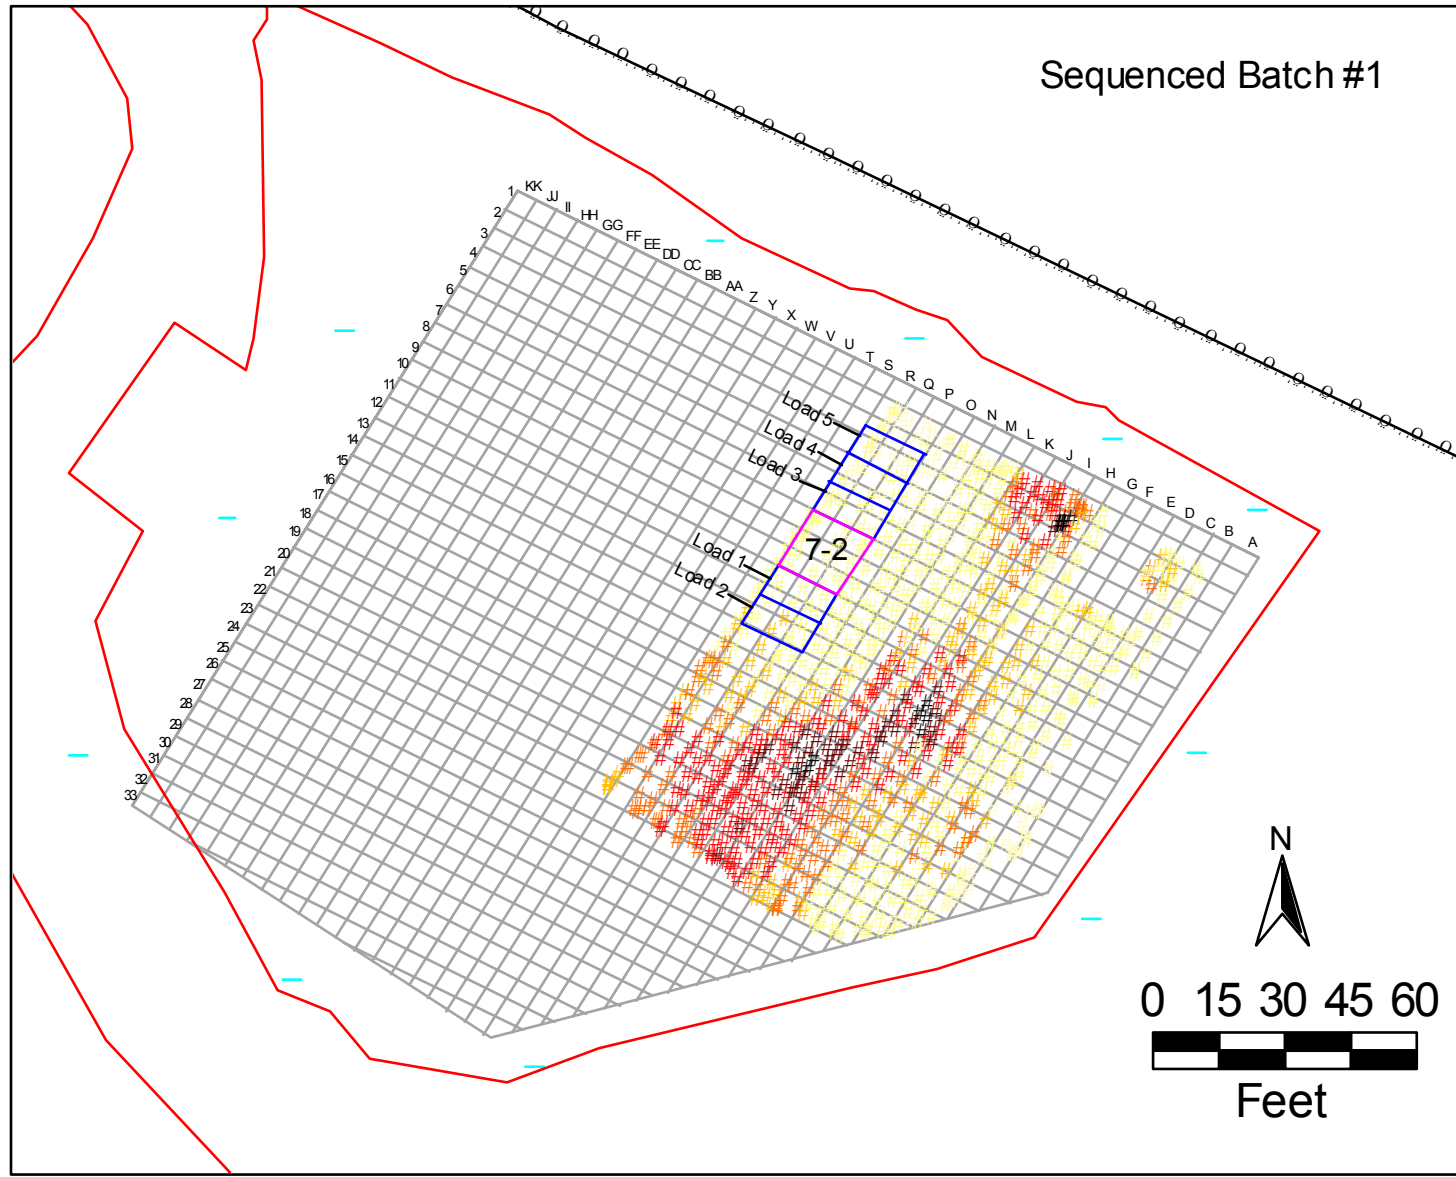 Sequenced Batch #1
KK
JJ
II
HH
GG
FF
EE
DD
CC
BB
AA
Z
Y
X
W
V
U
T
S
R
Q
P
O
N
M
L
K
J
I
H
G
F
E
D
C
B
A
1
2
3
4
5
6
7
8
9
10
11
12
13
14
15
16
17
18
19
20
21
22
23
24
25
26
27
28
29
30
31
32
33
Load 5
Load 4
Load 3
7-2
Load 1
Load 2
N
0 15 30 45 60
Feet